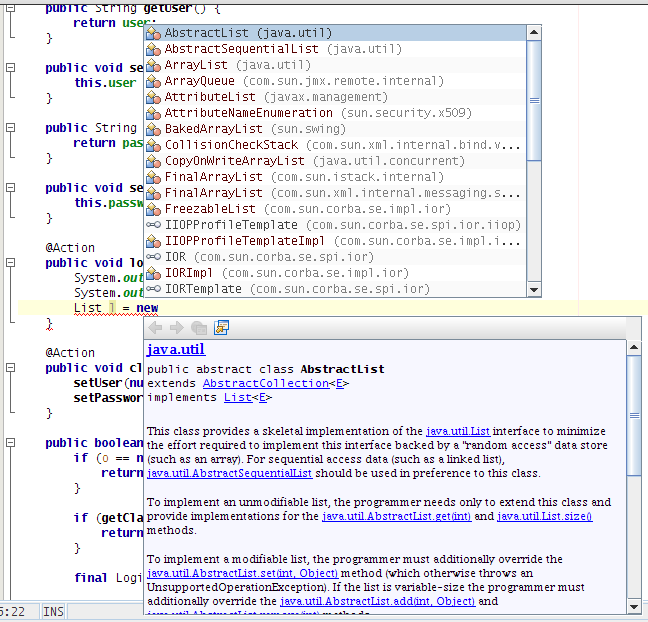 public String getUser() {
return user;
}
public void se
this.user
}
public String
return pas
}
public void se
this.passw
}
@Action
public void lo
System.out
System.out
List l = new
}
@Action
public void cl
setUser(nu
setPasswor
}
public boolean
if (o == n
return
}
if (getCla
return
}
final Logi
5:22 INS
AbstractList (java.util)
AbstractSequentialList (java.util)
ArrayList (java.util)
ArrayQueue (com.sun.jmx.remote.internal)
AttributeList (javax.management)
AttributeNameEnumeration (sun.security.x509)
BakedArrayList (sun.swing)
CollisionCheckStack (com.sun.xml.internal.bind.v...
CopyOnWriteArrayList (java.util.concurrent)
FinalArrayList (com.sun.istack.internal)
FinalArrayList (com.sun.xml.internal.messaging.s...
FreezableList (com.sun.corba.se.impl.ior)
IIOPProfileTemplate (com.sun.corba.se.spi.ior.iiop)
IIOPProfileTemplateImpl (com.sun.corba.se.impl.i...
IOR (com.sun.corba.se.spi.ior)
IORImpl (com.sun.corba.se.impl.ior)
IORTemplate (com.sun.corba.se.spi.ior)
java.util
public abstract class AbstractList
extends AbstractCollection<E>
implements List<E>
This class provides a skeletal implementation of the java.util.List interface to minimize
the effort required to implement this interface backed by a "random access" data store
(such as an array). For sequential access data (such as a linked list),
java.util.AbstractSequentialList should be used in preference to this class.
To implement an unmodifiable list, the programmer needs only to extend this class and
provide implementations for the java.util.AbstractList.get(int) and java.util.List.size()
methods.
To implement a modifiable list, the programmer must additionally override the
java.util.AbstractList.set(int, Object) method (which otherwise throws an
UnsupportedOperationException). If the list is variable-size the programmer must
additionally override the java.util.AbstractList.add(int, Object) and
java.util.AbstractList.remove(int) methods.